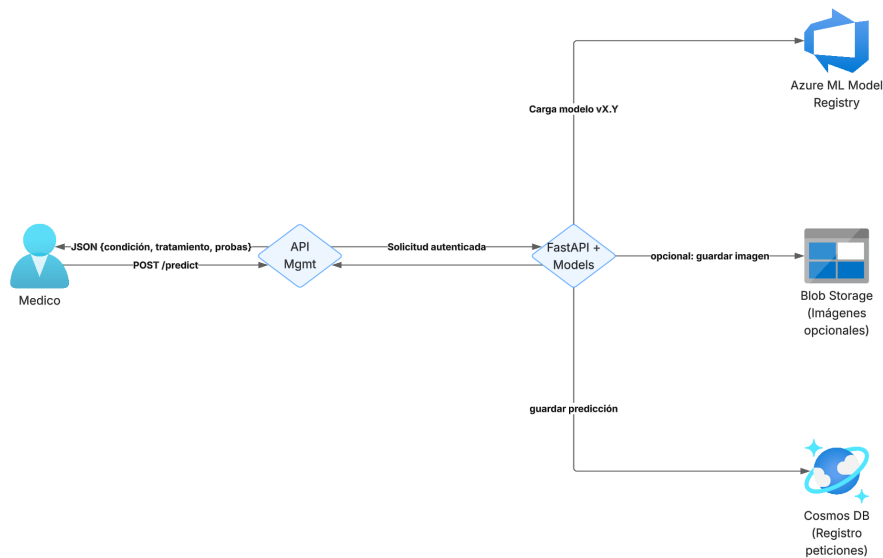 Azure ML Model
Registry
Carga modelo vX.Y
JSON {condición, tratamiento, probas}
POST /predict
Medico
API
Mgmt
Solicitud autenticada
FastAPI +
Models
opcional: guardar imagen
Blob Storage
(Imágenes
opcionales)
guardar predicción
Cosmos DB
(Registro
peticiones)